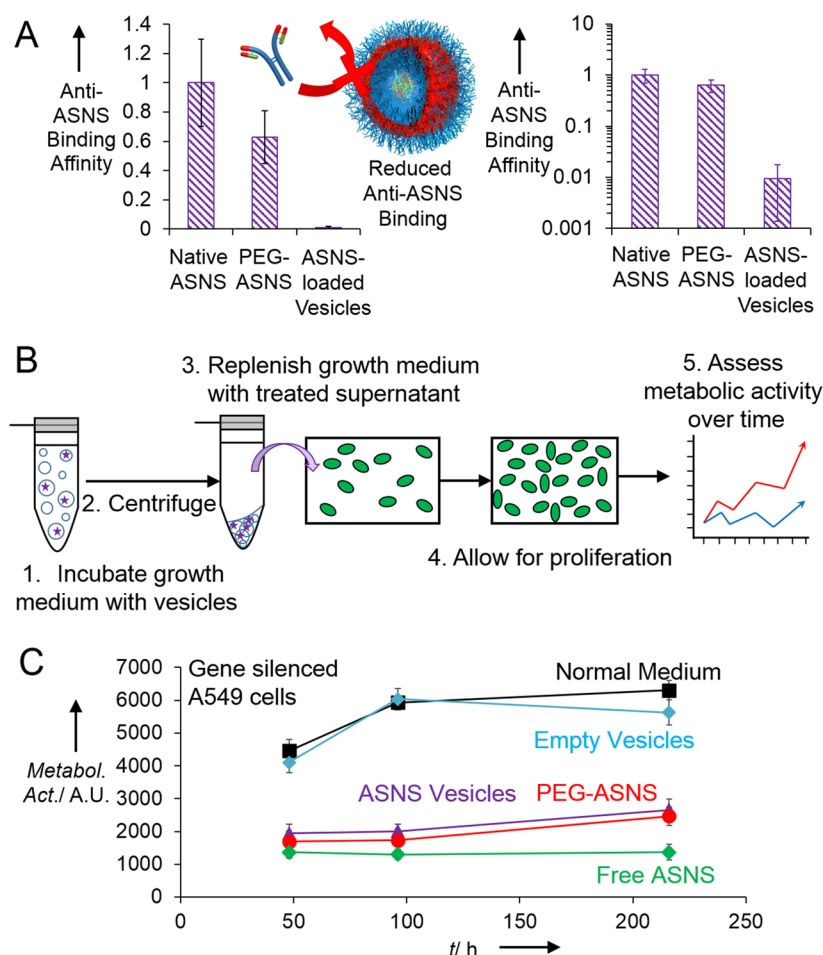 A
Anti-
ASNS
Binding
Affinity
1.4
1.2
1
0.8
0.6
0.4
0.2
0
Native
ASNS
PEG-
ASNS
ASNS-
loaded
Vesicles
Reduced
Anti-ASNS
Binding
Anti-
ASNS
Binding
Affinity
10
1
0.1
0.01
0.001
Native
ASNS
PEG-
ASNS
ASNS-
loaded
Vesicles
B
1. Incubate growth
medium with vesicles
2. Centrifuge
3. Replenish growth medium
with treated supernatant
4. Allow for proliferation
5. Assess
metabolic activity
over time
C
Gene silenced
A549 cells
Metabol.
Act./ A.U.
7000
6000
5000
4000
3000
2000
1000
0
Normal Medium
Empty Vesicles
ASNS Vesicles
PEG-ASNS
Free ASNS
0
50
100
150
200
250
t/ h